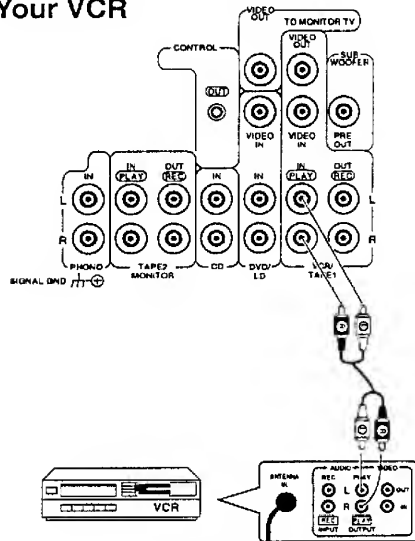 Your VCR
VIDEO OUT
TO MONITOR TV
VIDEO OUT
CONTROL
SUB WOOFER
OUT
VIDEO IN
VIDEO IN
PRE OUT
IN
IN PLAY
OUT REC
IN
IN
IN PLAY
OUT REC
L
L
R
R
PHONO
TAPE2 MONITOR
CD
DVD/LD
VCR/TAPE1
SIGNAL GND
L
R
L
R
VCR
ANTENNA IN
AUDIO
VIDEO
REC
PLAY
L
OUT
R
IN
REC
PLAY
INPUT
OUTPUT